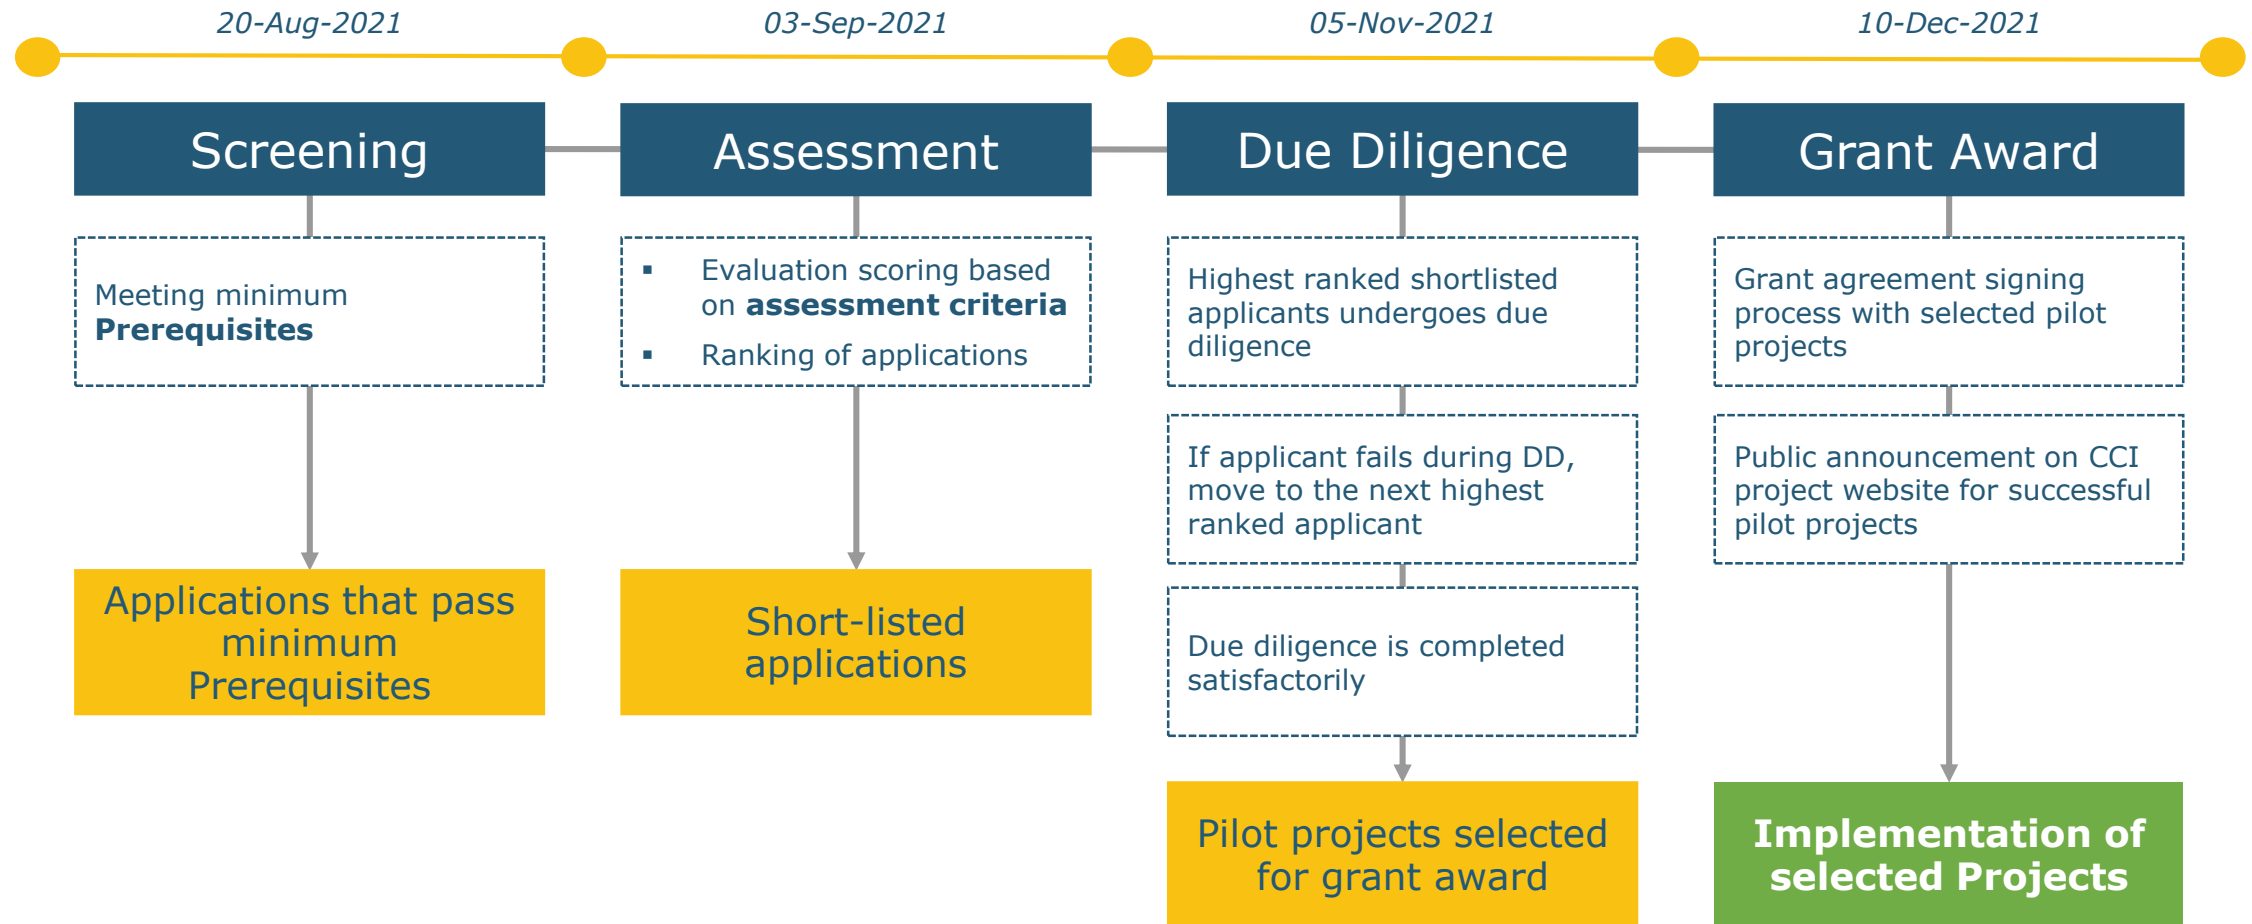 20-Aug-2021
03-Sep-2021
05-Nov-2021
10-Dec-2021
Screening
Assessment
Due Diligence
Grant Award
Meeting minimum
Prerequisites
▪ Evaluation scoring based
on assessment criteria
▪ Ranking of applications
Highest ranked shortlisted
applicants undergoes due
diligence
Grant agreement signing
process with selected pilot
projects
If applicant fails during DD,
move to the next highest
ranked applicant
Public announcement on CCI
project website for successful
pilot projects
Applications that pass
minimum
Prerequisites
Short-listed
applications
Due diligence is completed
satisfactorily
Pilot projects selected
for grant award
Implementation of
selected Projects